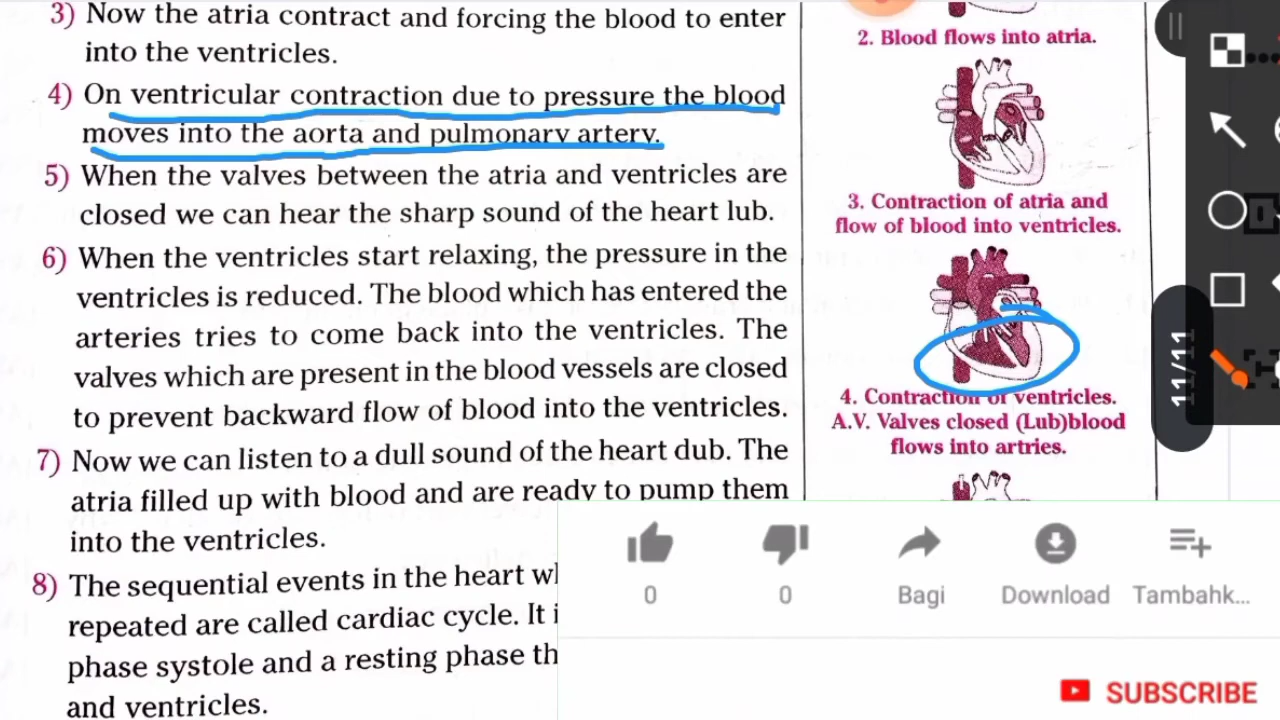 3) Now the atria contract and forcing the blood to enter
into the ventricles.
4) On ventricular contraction due to pressure the blood
moves into the aorta and pulmonary artery.
5) When the valves between the atria and ventricles are
closed we can hear the sharp sound of the heart lub.
6) When the ventricles start relaxing, the pressure in the
ventricles is reduced. The blood which has entered the
arteries tries to come back into the ventricles. The
valves which are present in the blood vessels are closed
to prevent backward flow of blood into the ventricles.
7) Now we can listen to a dull sound of the heart dub. The
atria filled up with blood and are ready to pump them
into the ventricles.
8) The sequential events in the heart
repeated are called cardiac cycle. It
phase systole and a resting phase
and ventricles.
2. Blood flows into atria.
3. Contraction of atria and
flow of blood into ventricles.
4. Contraction of ventricles.
A.V. Valves closed (Lub)blood
flows into artries.
11/11
0
0
Bagi
Download
Tambahk...
SUBSCRIBE